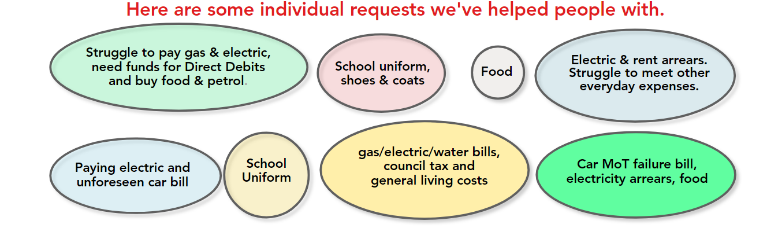 Here are some individual requests we've helped people with.
Struggle to pay gas & electric,
need funds for Direct Debits
and buy food & petrol.
School uniform,
shoes & coats
Food
Electric & rent arrears.
Struggle to meet other
everyday expenses.
Paying electric and
unforeseen car bill
School
Uniform
gas/electric/water bills,
council tax and
general living costs
Car MoT failure bill,
electricity arrears, food